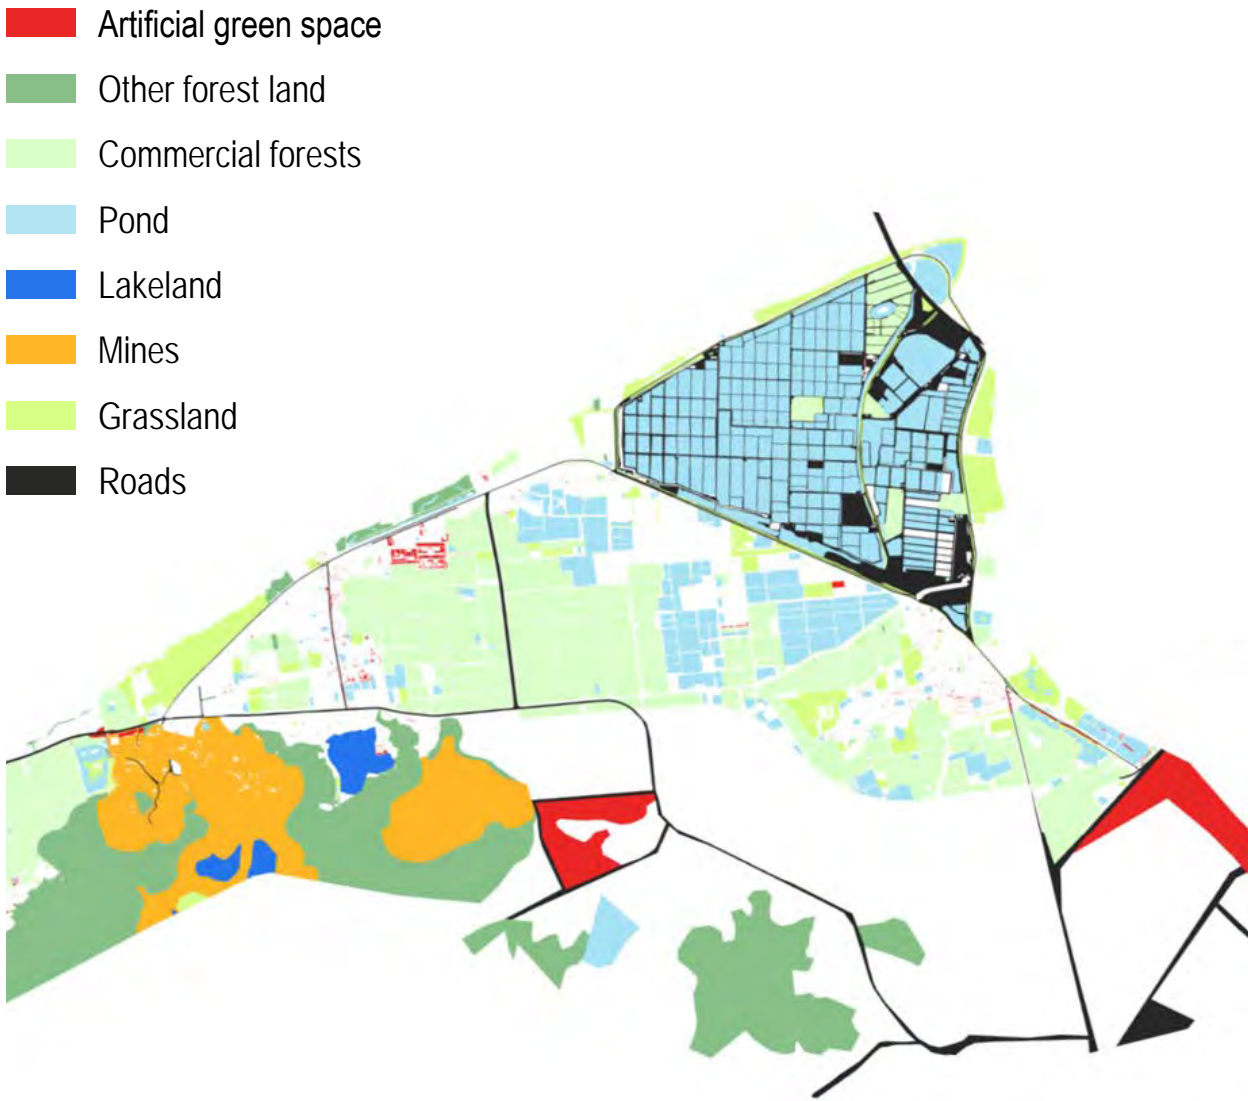 Artificial green space
Other forest land
Commercial forests
Pond
Lakeland
Mines
Grassland
Roads